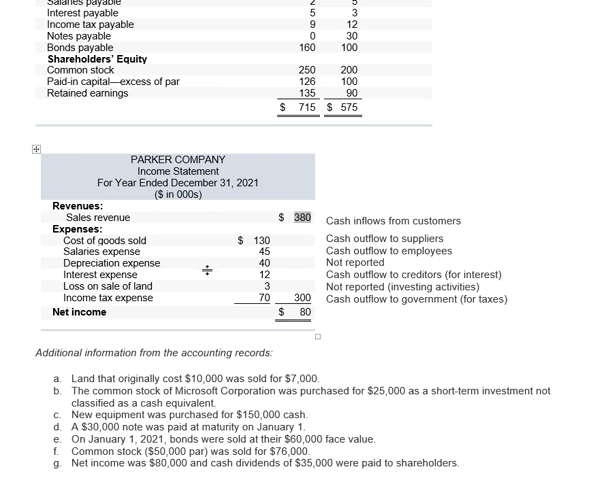 Salaries payable 2 5
Interest payable 5 3
Income tax payable 9 12
Notes payable 0 30
Bonds payable 160 100
Shareholders' Equity
Common stock 250 200
Paid-in capital—excess of par 126 100
Retained earnings 135 90
$ 715 $ 575
PARKER COMPANY
Income Statement
For Year Ended December 31, 2021
($ in 000s)
Revenues:
Sales revenue $ 380 Cash inflows from customers
Expenses:
Cost of goods sold $ 130 Cash outflow to suppliers
Salaries expense 45 Cash outflow to employees
Depreciation expense 40 Not reported
Interest expense 12 Cash outflow to creditors (for interest)
Loss on sale of land 3 Not reported (investing activities)
Income tax expense 70 300 Cash outflow to government (for taxes)
Net income $ 80
Additional information from the accounting records:
a. Land that originally cost $10,000 was sold for $7,000.
b. The common stock of Microsoft Corporation was purchased for $25,000 as a short-term investment not
classified as a cash equivalent.
c. New equipment was purchased for $150,000 cash.
d. A $30,000 note was paid at maturity on January 1.
e. On January 1, 2021, bonds were sold at their $60,000 face value.
f. Common stock ($50,000 par) was sold for $76,000.
g. Net income was $80,000 and cash dividends of $35,000 were paid to shareholders.